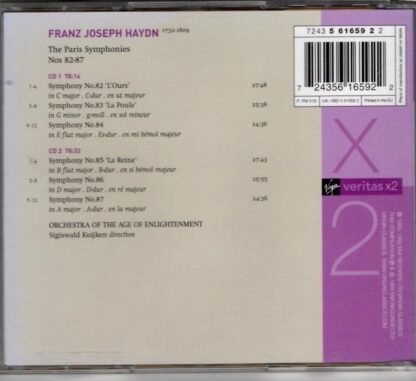 FRANZ JOSEPH HAYDN 1732-1809
The Paris Symphonies
Nos 82-87
CD 1 78:14
1-4 Symphony No.82 'L'Ours' 27:48
in C major . C-dur . en ut majeur
5-8 Symphony No.83 'La Poule' 25:38
in G minor . g-moll . en sol mineur
9-12 Symphony No.84 24:36
in E flat major . Es-dur . en mi bémol majeur
CD 2 78:32
1-4 Symphony No.85 'La Reine' 27:43
in B flat major . B-dur . en si bémol majeur
5-8 Symphony No.86 25:55
in D major . D-dur . en ré majeur
9-12 Symphony No.87 24:36
in A major . A-dur . en la majeur
ORCHESTRA OF THE AGE OF ENLIGHTENMENT
Sigiswald Kuijken direction
7243 5 61659 2 2
7 24356 16592 2
X
Virgin veritas x2
2